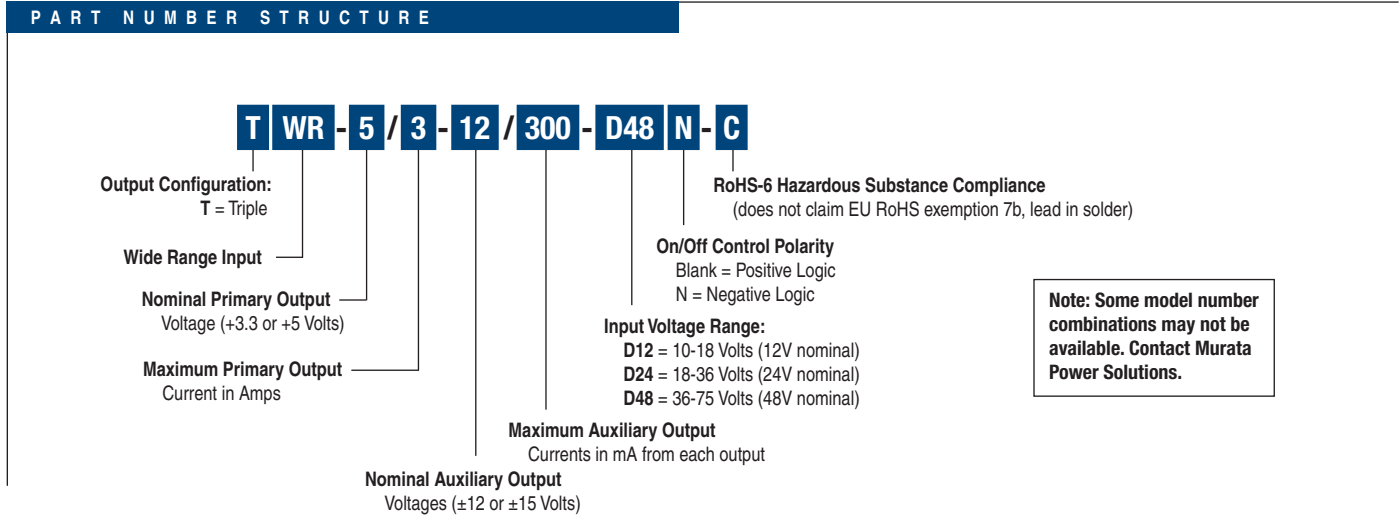 PART NUMBER STRUCTURE
T WR - 5 / 3 - 12 / 300 - D48 N - C
Output Configuration:
T = Triple
Wide Range Input
Nominal Primary Output
Voltage (+3.3 or +5 Volts)
Maximum Primary Output
Current in Amps
Nominal Auxiliary Output
Voltages (±12 or ±15 Volts)
Maximum Auxiliary Output
Currents in mA from each output
Input Voltage Range:
D12 = 10-18 Volts (12V nominal)
D24 = 18-36 Volts (24V nominal)
D48 = 36-75 Volts (48V nominal)
On/Off Control Polarity
Blank = Positive Logic
N = Negative Logic
RoHS-6 Hazardous Substance Compliance
(does not claim EU RoHS exemption 7b, lead in solder)
Note: Some model number
combinations may not be
available. Contact Murata
Power Solutions.